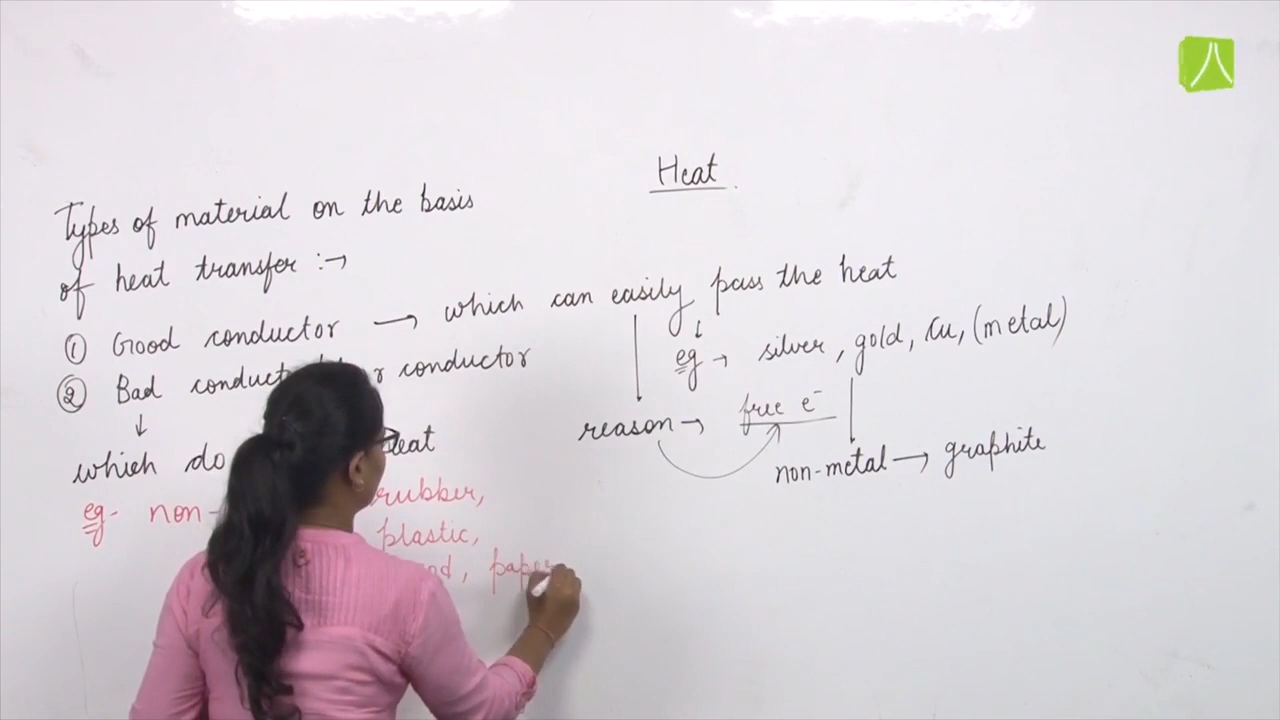 Heat
Types of material on the basis
of heat transfer :→
① Good conductor → which can easily pass the heat
eg → silver, gold, Cu, (metal)
② Bad conductor conductor
reason → free e⁻
non-metal → graphite
which do heat
eg- non- rubber,
plastic,
paper